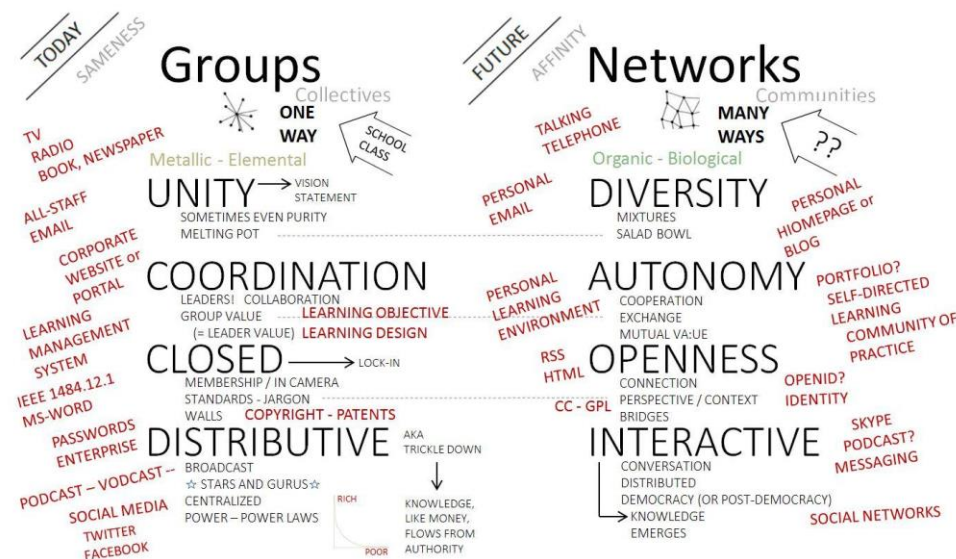 TODAY
SAMENESS
Groups
Collectives
ONE
WAY
SCHOOL
CLASS
TV
RADIO
BOOK, NEWSPAPER
Metallic - Elemental
UNITY
VISION
STATEMENT
SOMETIMES EVEN PURITY
MELTING POT
ALL-STAFF
EMAIL
CORPORATE
WEBSITE or
PORTAL
COORDINATION
LEADERS! COLLABORATION
GROUP VALUE
(= LEADER VALUE)
LEARNING OBJECTIVE
LEARNING DESIGN
LEARNING
MANAGEMENT
SYSTEM
CLOSED
LOCK-IN
MEMBERSHIP / IN CAMERA
STANDARDS - JARGON
WALLS
COPYRIGHT - PATENTS
IEEE 1484.12.1
MS-WORD
PASSWORDS
ENTERPRISE
DISTRIBUTIVE
AKA
TRICKLE DOWN
BROADCAST
☆ STARS AND GURUS ☆
CENTRALIZED
POWER – POWER LAWS
RICH
POOR
KNOWLEDGE,
LIKE MONEY,
FLOWS FROM
AUTHORITY
PODCAST – VODCAST --
SOCIAL MEDIA
TWITTER
FACEBOOK
FUTURE
AFFINITY
Networks
Communities
MANY
WAYS
??
TALKING
TELEPHONE
Organic - Biological
DIVERSITY
MIXTURES
SALAD BOWL
PERSONAL
EMAIL
PERSONAL
HIOMEPAGE or
BLOG
AUTONOMY
COOPERATION
EXCHANGE
MUTUAL VA:UE
PERSONAL
LEARNING
ENVIRONMENT
PORTFOLIO?
SELF-DIRECTED
LEARNING
COMMUNITY OF
PRACTICE
OPENNESS
CONNECTION
PERSPECTIVE / CONTEXT
BRIDGES
RSS
HTML
CC - GPL
OPENID?
IDENTITY
INTERACTIVE
CONVERSATION
DISTRIBUTED
DEMOCRACY (OR POST-DEMOCRACY)
KNOWLEDGE
EMERGES
SKYPE
PODCAST?
MESSAGING
SOCIAL NETWORKS